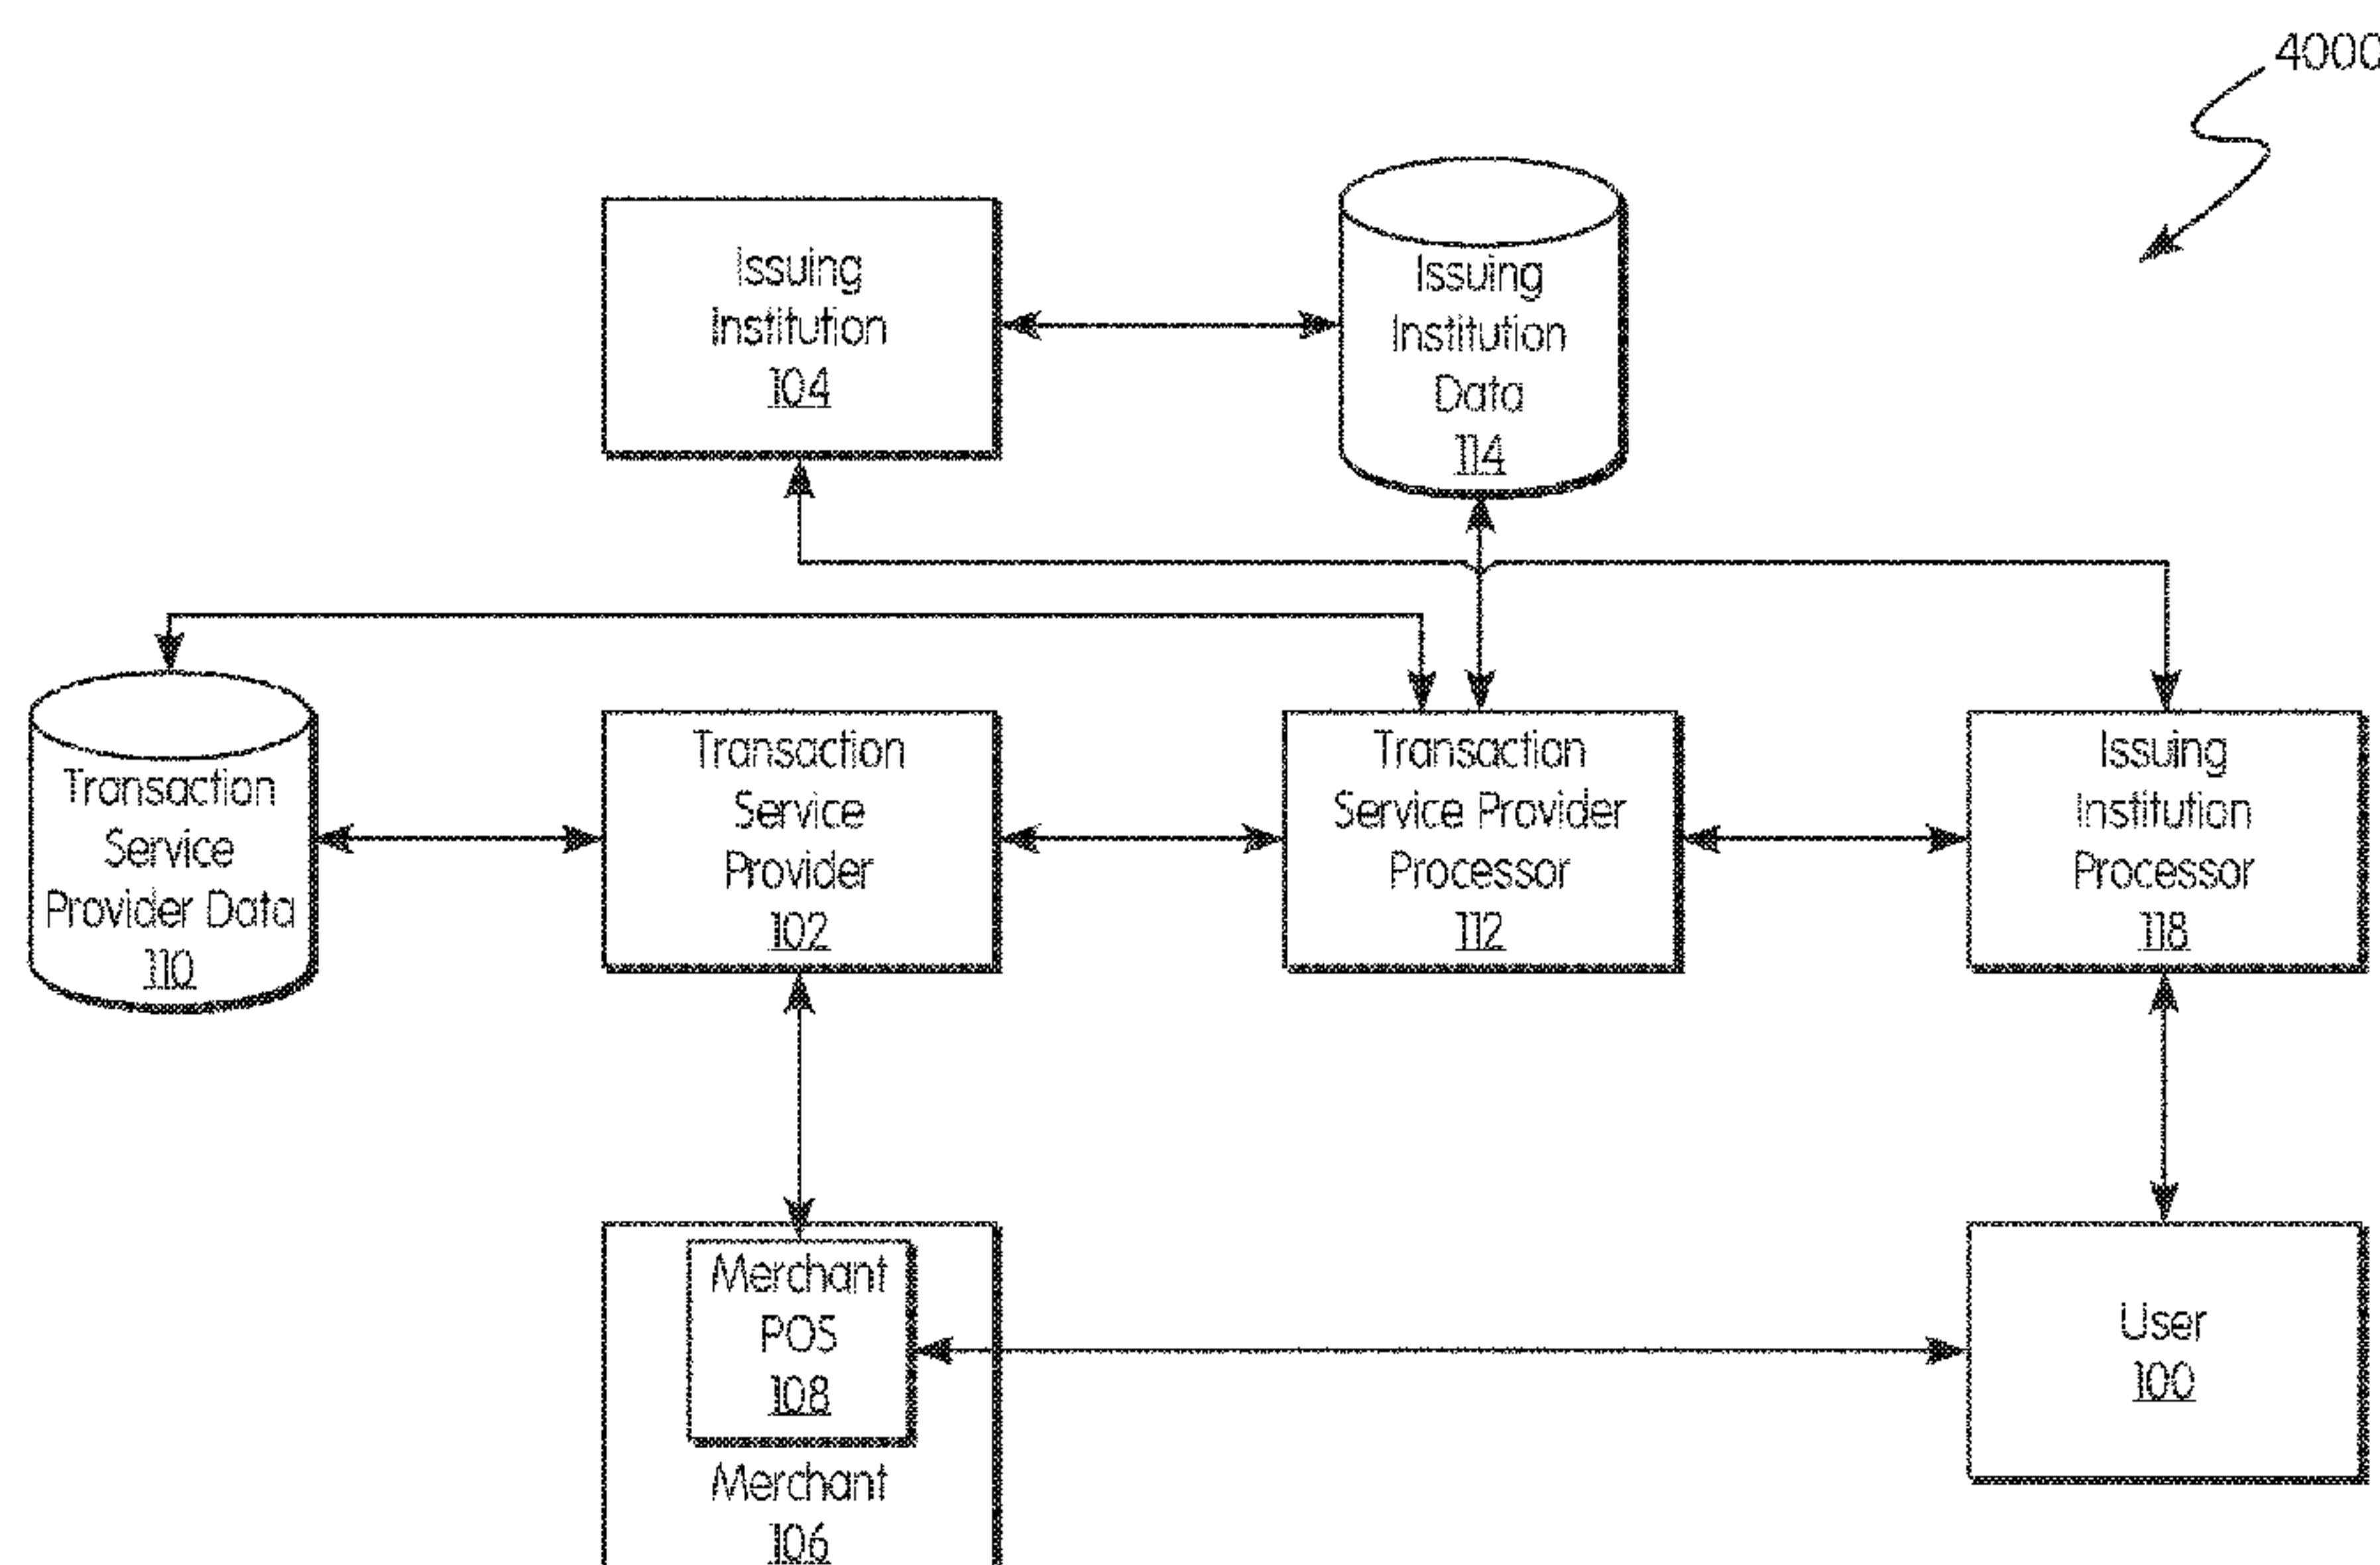 4000
Issuing
Institution
104
Issuing
Institution
Data
114
Transaction
Service
Provider Data
110
Transaction
Service
Provider
102
Transaction
Service Provider
Processor
112
Issuing
Institution
Processor
118
Merchant
POS
108
Merchant
106
User
100